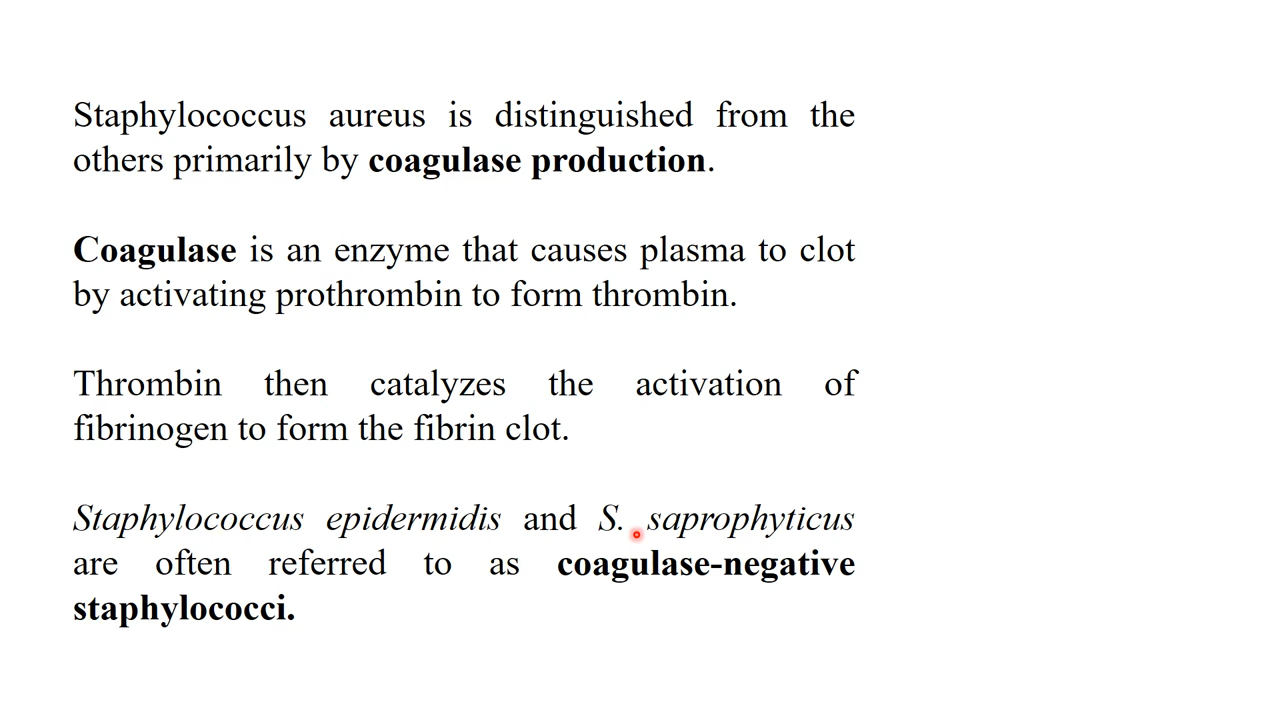 Staphylococcus aureus is distinguished from the
others primarily by coagulase production.
Coagulase is an enzyme that causes plasma to clot
by activating prothrombin to form thrombin.
Thrombin then catalyzes the activation of
fibrinogen to form the fibrin clot.
Staphylococcus epidermidis and S. saprophyticus
are often referred to as coagulase-negative
staphylococci.